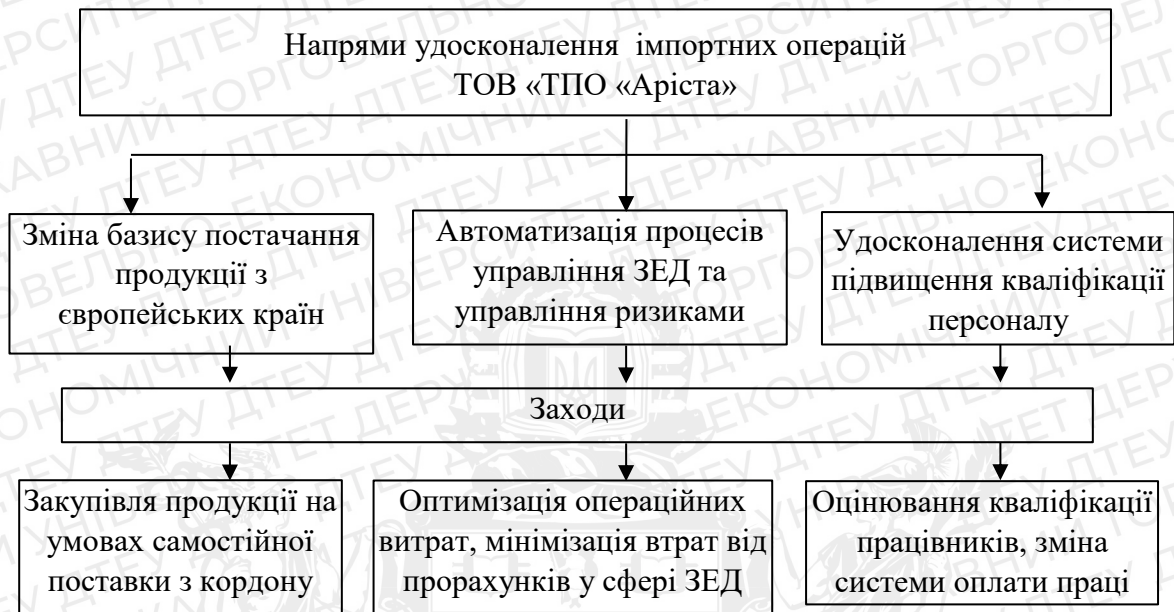 Напрями удосконалення імпортних операцій
ТОВ «ТПО «Аріста»
Зміна базису постачання
продукції з
європейських країн
Автоматизація процесів
управління ЗЕД та
управління ризиками
Удосконалення системи
підвищення кваліфікації
персоналу
Заходи
Закупівля продукції на
умовах самостійної
поставки з кордону
Оптимізація операційних
витрат, мінімізація втрат від
прорахунків у сфері ЗЕД
Оцінювання кваліфікації
працівників, зміна
системи оплати праці